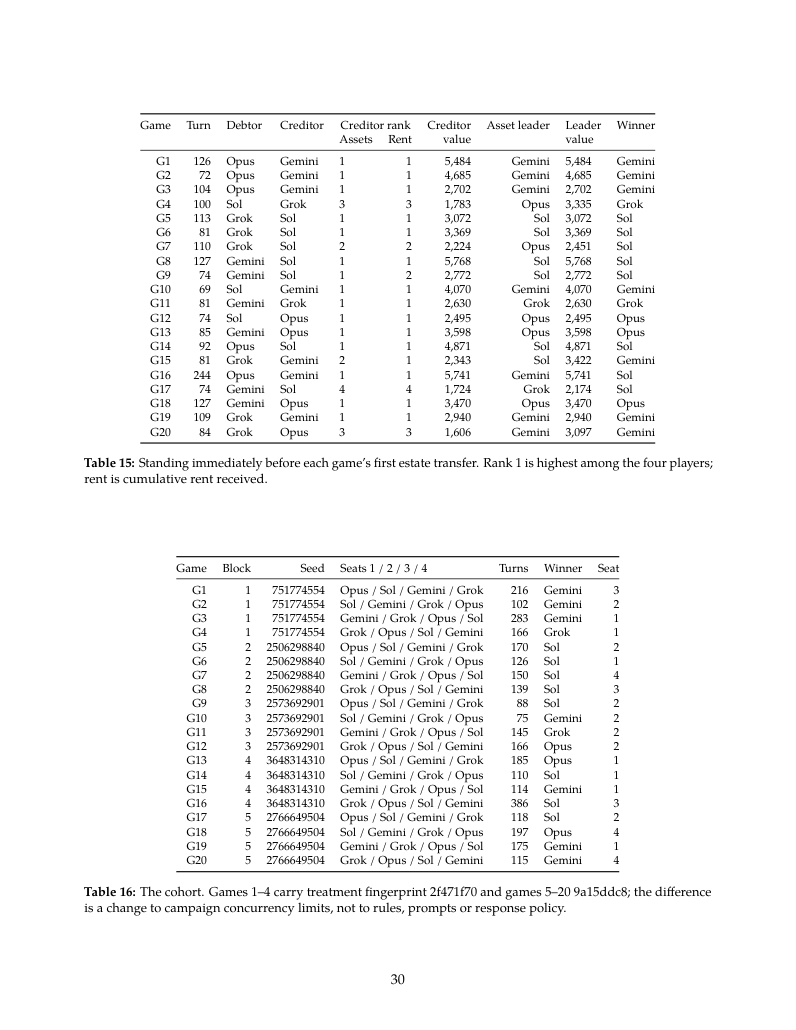 Game Turn Debtor Creditor Creditor rank Creditor Asset leader Leader Winner
Assets Rent value value
G1 126 Opus Gemini 1 1 5,484 Gemini 5,484 Gemini
G2 72 Opus Gemini 1 1 4,685 Gemini 4,685 Gemini
G3 104 Opus Gemini 1 1 2,702 Gemini 2,702 Gemini
G4 100 Sol Grok 3 3 1,783 Opus 3,335 Grok
G5 113 Grok Sol 1 1 3,072 Sol 3,072 Sol
G6 81 Grok Sol 1 1 3,369 Sol 3,369 Sol
G7 110 Grok Sol 2 2 2,224 Opus 2,451 Sol
G8 127 Gemini Sol 1 1 5,768 Sol 5,768 Sol
G9 74 Gemini Sol 1 2 2,772 Sol 2,772 Sol
G10 69 Sol Gemini 1 1 4,070 Gemini 4,070 Gemini
G11 81 Gemini Grok 1 1 2,630 Grok 2,630 Grok
G12 74 Sol Opus 1 1 2,495 Opus 2,495 Opus
G13 85 Gemini Opus 1 1 3,598 Opus 3,598 Opus
G14 92 Opus Sol 1 1 4,871 Sol 4,871 Sol
G15 81 Grok Gemini 2 1 2,343 Sol 3,422 Gemini
G16 244 Opus Gemini 1 1 5,741 Gemini 5,741 Sol
G17 74 Gemini Sol 4 4 1,724 Grok 2,174 Sol
G18 127 Gemini Opus 1 1 3,470 Opus 3,470 Opus
G19 109 Grok Gemini 1 1 2,940 Gemini 2,940 Gemini
G20 84 Grok Opus 3 3 1,606 Gemini 3,097 Gemini
Table 15: Standing immediately before each game's first estate transfer. Rank 1 is highest among the four players;
rent is cumulative rent received.
Game Block Seed Seats 1 / 2 / 3 / 4 Turns Winner Seat
G1 1 751774554 Opus / Sol / Gemini / Grok 216 Gemini 3
G2 1 751774554 Sol / Gemini / Grok / Opus 102 Gemini 2
G3 1 751774554 Gemini / Grok / Opus / Sol 283 Gemini 1
G4 1 751774554 Grok / Opus / Sol / Gemini 166 Grok 1
G5 2 2506298840 Opus / Sol / Gemini / Grok 170 Sol 2
G6 2 2506298840 Sol / Gemini / Grok / Opus 126 Sol 1
G7 2 2506298840 Gemini / Grok / Opus / Sol 150 Sol 4
G8 2 2506298840 Grok / Opus / Sol / Gemini 139 Sol 3
G9 3 2573692901 Opus / Sol / Gemini / Grok 88 Sol 2
G10 3 2573692901 Sol / Gemini / Grok / Opus 75 Gemini 2
G11 3 2573692901 Gemini / Grok / Opus / Sol 145 Grok 2
G12 3 2573692901 Grok / Opus / Sol / Gemini 166 Opus 2
G13 4 3648314310 Opus / Sol / Gemini / Grok 185 Opus 1
G14 4 3648314310 Sol / Gemini / Grok / Opus 110 Sol 1
G15 4 3648314310 Gemini / Grok / Opus / Sol 114 Gemini 1
G16 4 3648314310 Grok / Opus / Sol / Gemini 386 Sol 3
G17 5 2766649504 Opus / Sol / Gemini / Grok 118 Sol 2
G18 5 2766649504 Sol / Gemini / Grok / Opus 197 Opus 4
G19 5 2766649504 Gemini / Grok / Opus / Sol 175 Gemini 1
G20 5 2766649504 Grok / Opus / Sol / Gemini 115 Gemini 4
Table 16: The cohort. Games 1–4 carry treatment fingerprint 2f471f70 and games 5–20 9a15ddc8; the difference
is a change to campaign concurrency limits, not to rules, prompts or response policy.
30